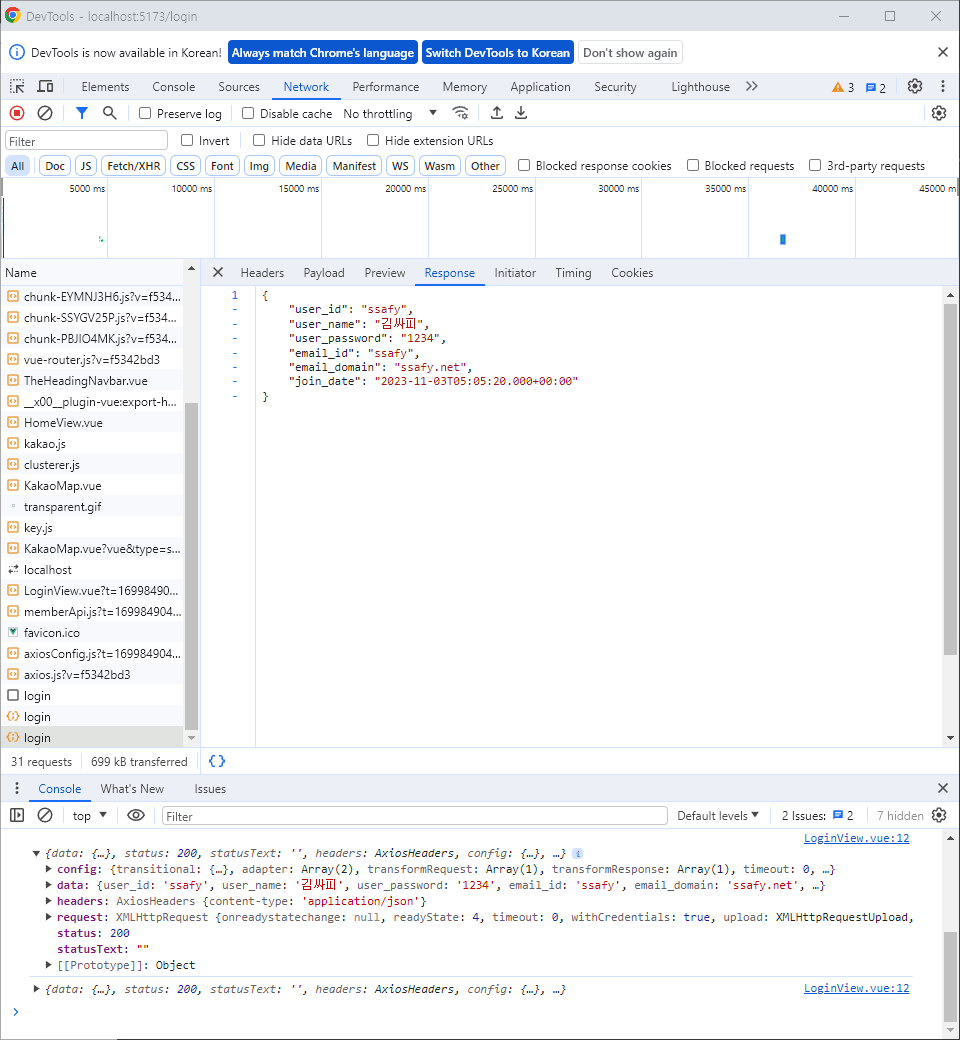 DevTools - localhost:5173/login
DevTools is now available in Korean! Always match Chrome's language Switch DevTools to Korean Don't show again
Elements Console Sources Network Performance Memory Application Security Lighthouse 3 2
Preserve log Disable cache No throttling
Filter Invert Hide data URLs Hide extension URLs
All Doc JS Fetch/XHR CSS Font Img Media Manifest WS Wasm Other Blocked response cookies Blocked requests 3rd-party requests
5000 ms 10000 ms 15000 ms 20000 ms 25000 ms 30000 ms 35000 ms 40000 ms 45000 m
Name
chunk-EYMNJ3H6.js?v=f534...
chunk-SSYGV25P.js?v=f534...
chunk-PBJIO4MK.js?v=f534...
vue-router.js?v=f5342bd3
TheHeadingNavbar.vue
__x00__plugin-vue:export-h...
HomeView.vue
kakao.js
clusterer.js
KakaoMap.vue
transparent.gif
key.js
KakaoMap.vue?vue&type=s...
localhost
LoginView.vue?t=16998490...
memberApi.js?t=169984904...
favicon.ico
axiosConfig.js?t=169984904...
axios.js?v=f5342bd3
login
login
login
31 requests 699 kB transferred
Headers Payload Preview Response Initiator Timing Cookies
1 {
- "user_id": "ssafy",
- "user_name": "김싸피",
- "user_password": "1234",
- "email_id": "ssafy",
- "email_domain": "ssafy.net",
- "join_date": "2023-11-03T05:05:20.000+00:00"
- }
{}
Console What's New Issues
top Filter Default levels 2 Issues: 2 7 hidden
LoginView.vue:12
{data: {…}, status: 200, statusText: '', headers: AxiosHeaders, config: {…}, …} i
config: {transitional: {…}, adapter: Array(2), transformRequest: Array(1), transformResponse: Array(1), timeout: 0, …}
data: {user_id: 'ssafy', user_name: '김싸피', user_password: '1234', email_id: 'ssafy', email_domain: 'ssafy.net', …}
headers: AxiosHeaders {content-type: 'application/json'}
request: XMLHttpRequest {onreadystatechange: null, readyState: 4, timeout: 0, withCredentials: true, upload: XMLHttpRequestUpload,
status: 200
statusText: ""
[[Prototype]]: Object
{data: {…}, status: 200, statusText: '', headers: AxiosHeaders, config: {…}, …} LoginView.vue:12